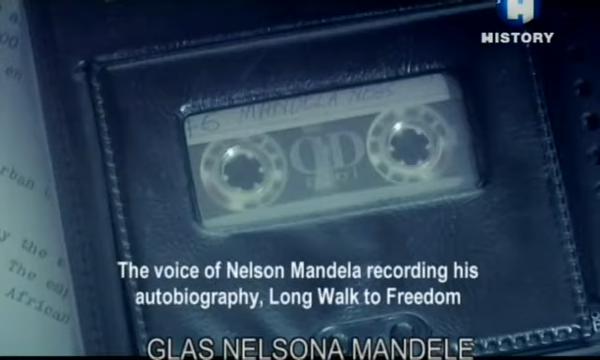 H
HISTORY
MANDELA
urban
The voice of Nelson Mandela recording his
autobiography, Long Walk to Freedom
The
African
GLAS NELSONA MANDELE